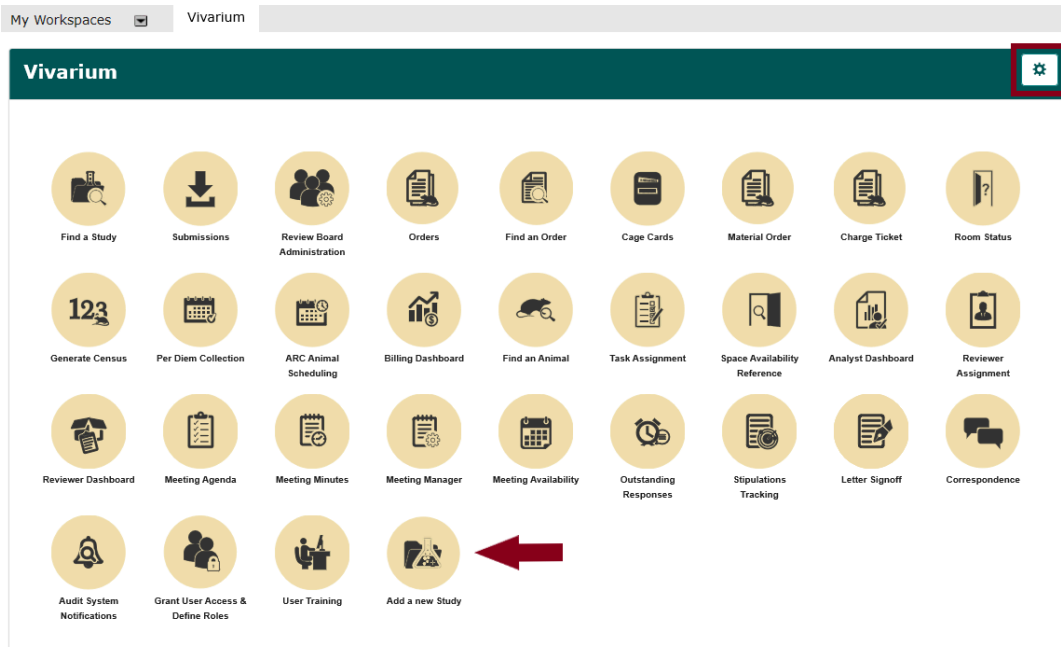 My Workspaces
Vivarium
Vivarium
Find a Study
Submissions
Review Board
Administration
Orders
Find an Order
Cage Cards
Material Order
Charge Ticket
Room Status
?
123
Generate Census
Per Diem Collection
ARC Animal
Scheduling
Billing Dashboard
$
Find an Animal
Task Assignment
Space Availability
Reference
Analyst Dashboard
Reviewer
Assignment
Reviewer Dashboard
Meeting Agenda
Meeting Minutes
Meeting Manager
Meeting Availability
Outstanding
Responses
Stipulations
Tracking
Letter Signoff
Correspondence
Audit System
Notifications
Grant User Access &
Define Roles
User Training
Add a new Study